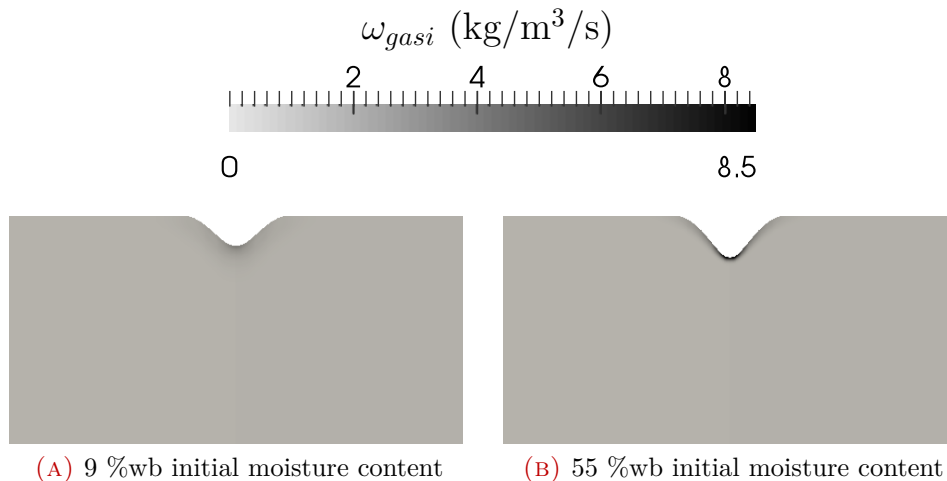 ω_gasi (kg/m³/s)
2 4 6 8
0 8.5
(A) 9 %wb initial moisture content
(B) 55 %wb initial moisture content